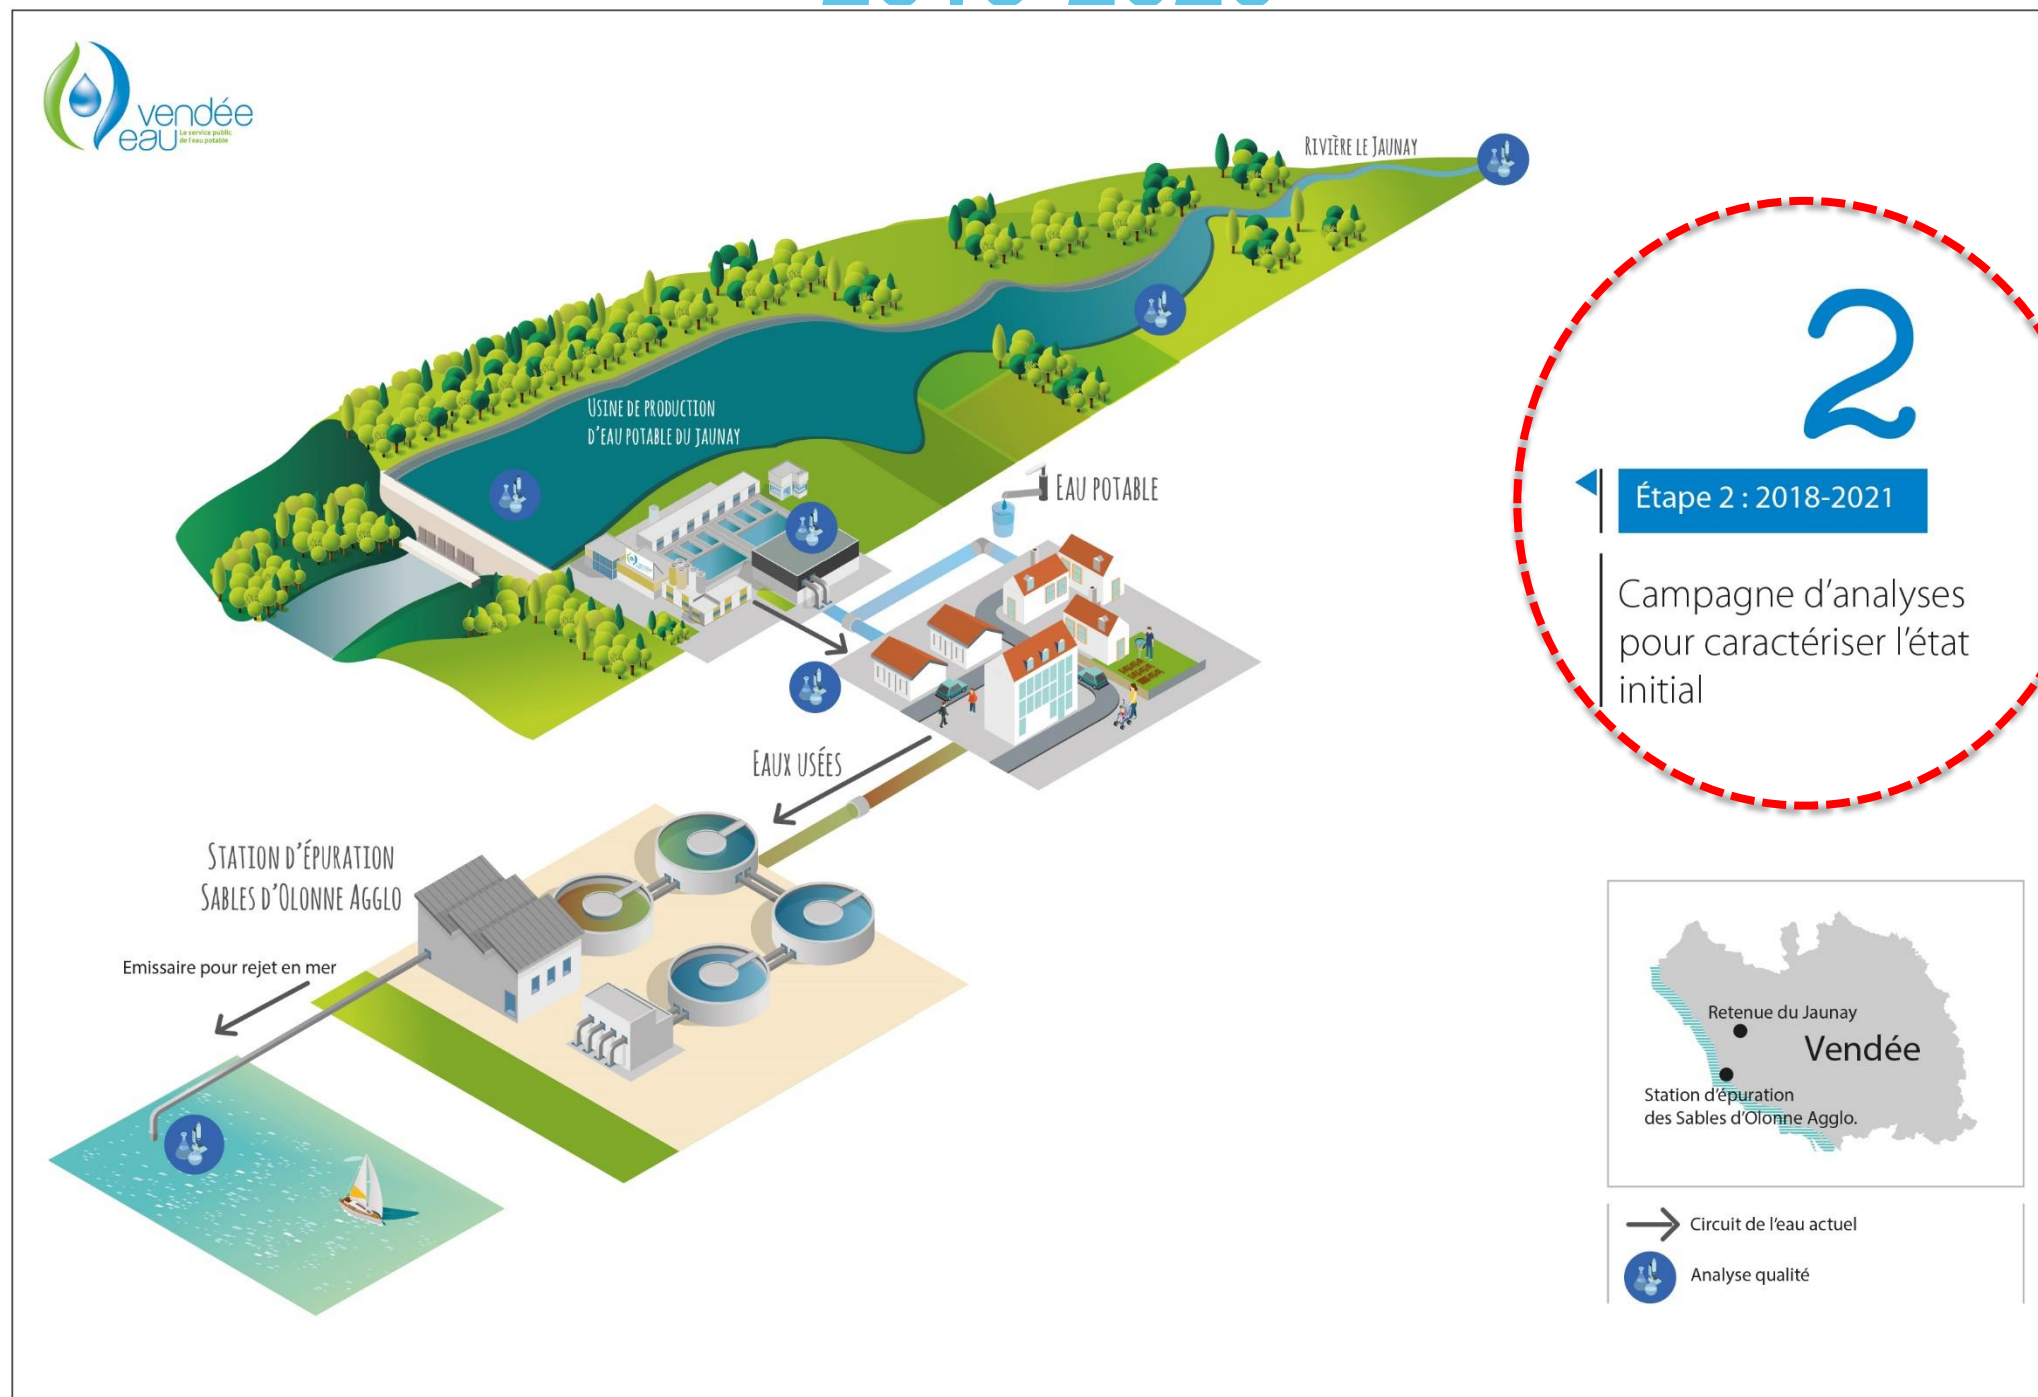 vendée
eau
Le service public
de l'eau potable
RIVIÈRE LE JAUNAY
USINE DE PRODUCTION
D'EAU POTABLE DU JAUNAY
EAU POTABLE
EAUX USÉES
STATION D'ÉPURATION
SABLES D'OLONNE AGGLO
Emissaire pour rejet en mer
2
Étape 2 : 2018-2021
Campagne d'analyses
pour caractériser l'état
initial
Retenue du Jaunay
Vendée
Station d'épuration
des Sables d'Olonne Agglo.
Circuit de l'eau actuel
Analyse qualité